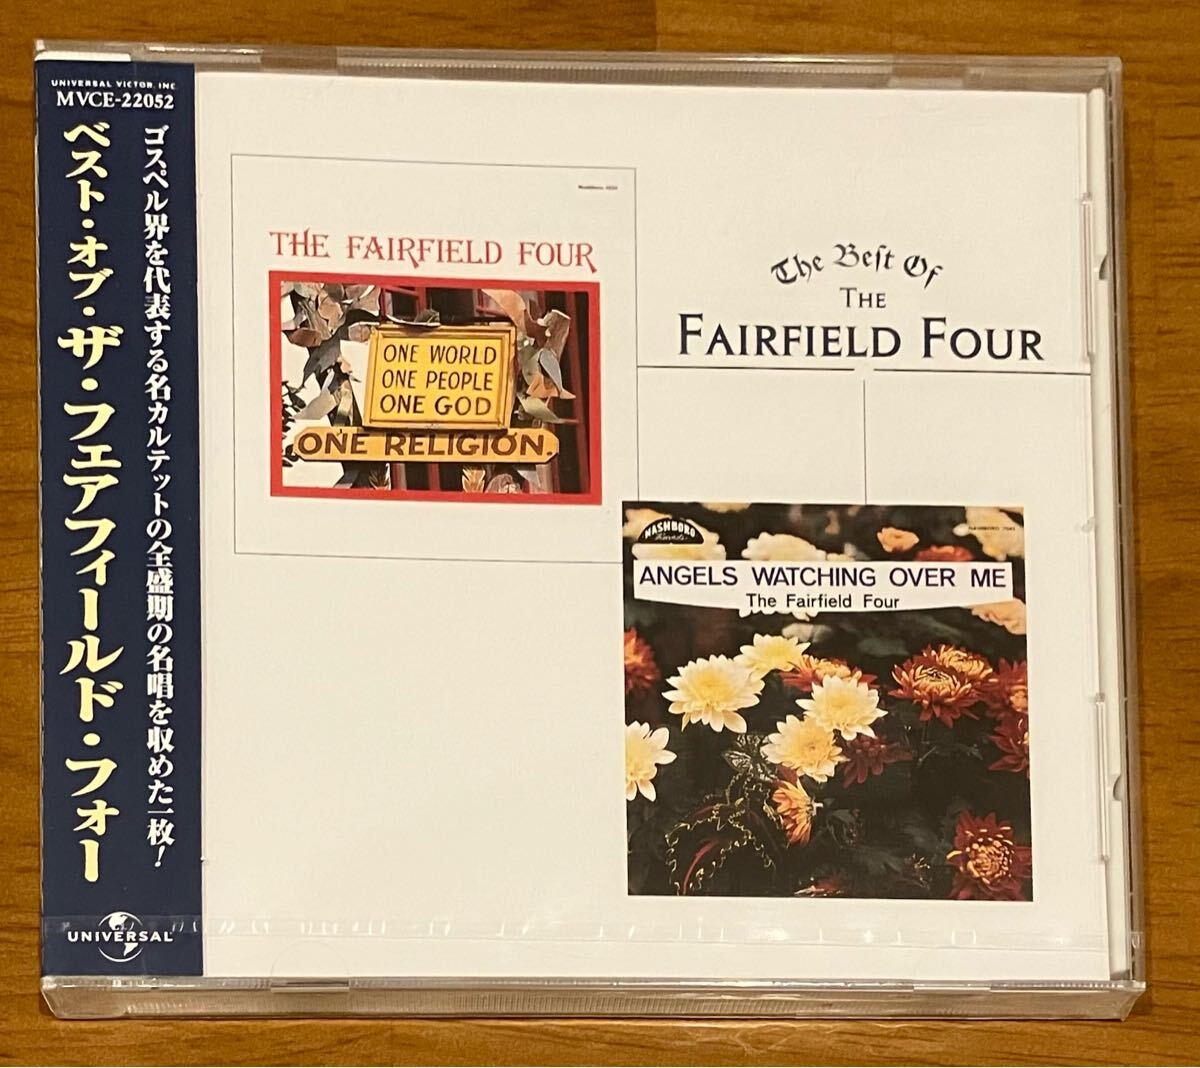 UNIVERSAL VICTOR, INC.
MVCE-22052
ゴスペル界を代表する名カルテットの全盛期の名唱を収めた一枚!
ベスト・オブ・ザ・フェアフィールド・フォー
UNIVERSAL
THE FAIRFIELD FOUR
ONE WORLD
ONE PEOPLE
ONE GOD
ONE RELIGION.
The Best Of
THE
FAIRFIELD FOUR
NASHBORO
Records
ANGELS WATCHING OVER ME
The Fairfield Four